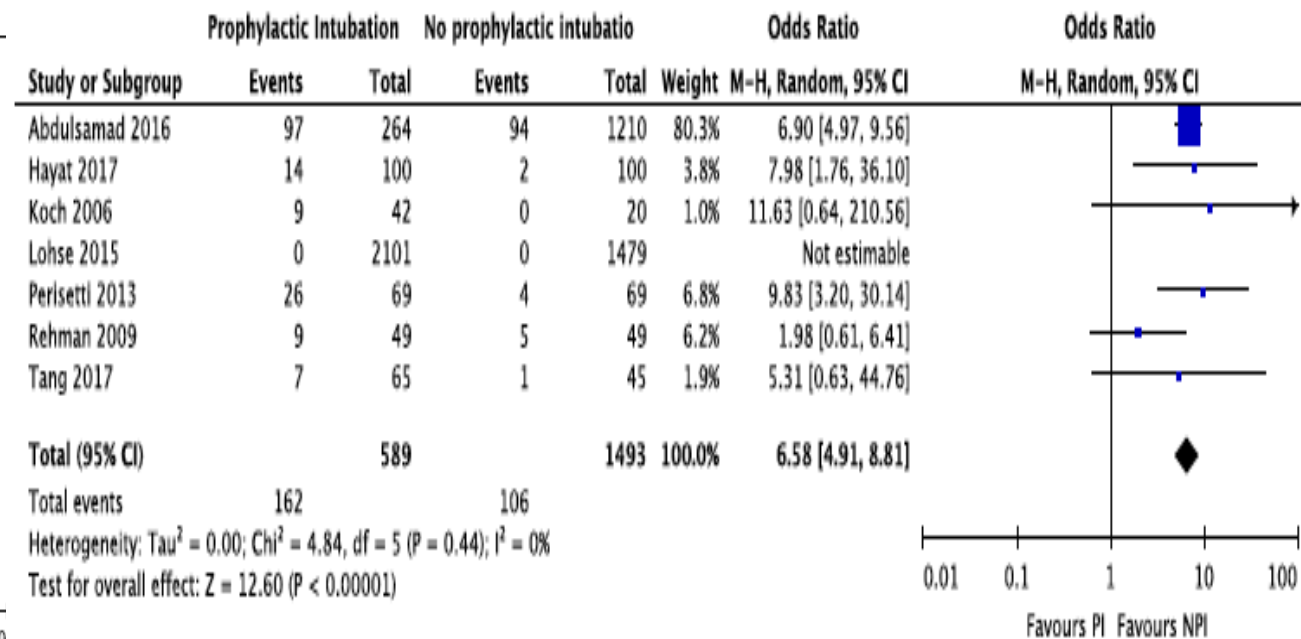 Prophylactic Intubation No prophylactic intubatio Odds Ratio Odds Ratio
Study or Subgroup Events Total Events Total Weight M-H, Random, 95% CI M-H, Random, 95% CI
Abdulsamad 2016 97 264 94 1210 80.3% 6.90 [4.97, 9.56]
Hayat 2017 14 100 2 100 3.8% 7.98 [1.76, 36.10]
Koch 2006 9 42 0 20 1.0% 11.63 [0.64, 210.56]
Lohse 2015 0 2101 0 1479 Not estimable
Perisetti 2013 26 69 4 69 6.8% 9.83 [3.20, 30.14]
Rehman 2009 9 49 5 49 6.2% 1.98 [0.61, 6.41]
Tang 2017 7 65 1 45 1.9% 5.31 [0.63, 44.76]
Total (95% CI) 589 1493 100.0% 6.58 [4.91, 8.81]
Total events 162 106
Heterogeneity: Tau² = 0.00; Chi² = 4.84, df = 5 (P = 0.44); I² = 0%
Test for overall effect: Z = 12.60 (P < 0.00001)
0.01 0.1 1 10 100
Favours PI Favours NPI